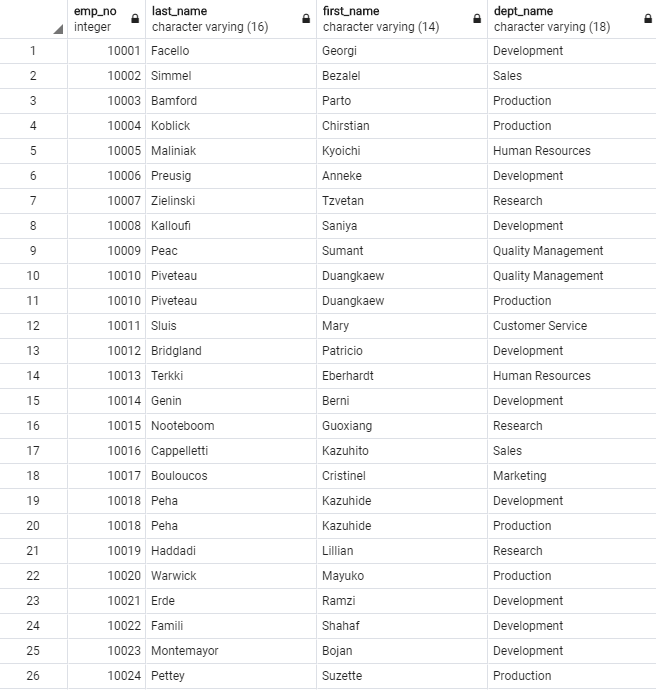 emp_no last_name first_name dept_name
integer character varying (16) character varying (14) character varying (18)
1 10001 Facello Georgi Development
2 10002 Simmel Bezalel Sales
3 10003 Bamford Parto Production
4 10004 Koblick Chirstian Production
5 10005 Maliniak Kyoichi Human Resources
6 10006 Preusig Anneke Development
7 10007 Zielinski Tzvetan Research
8 10008 Kalloufi Saniya Development
9 10009 Peac Sumant Quality Management
10 10010 Piveteau Duangkaew Quality Management
11 10010 Piveteau Duangkaew Production
12 10011 Sluis Mary Customer Service
13 10012 Bridgland Patricio Development
14 10013 Terkki Eberhardt Human Resources
15 10014 Genin Berni Development
16 10015 Nooteboom Guoxiang Research
17 10016 Cappelletti Kazuhito Sales
18 10017 Bouloucos Cristinel Marketing
19 10018 Peha Kazuhide Development
20 10018 Peha Kazuhide Production
21 10019 Haddadi Lillian Research
22 10020 Warwick Mayuko Production
23 10021 Erde Ramzi Development
24 10022 Famili Shahaf Development
25 10023 Montemayor Bojan Development
26 10024 Pettey Suzette Production